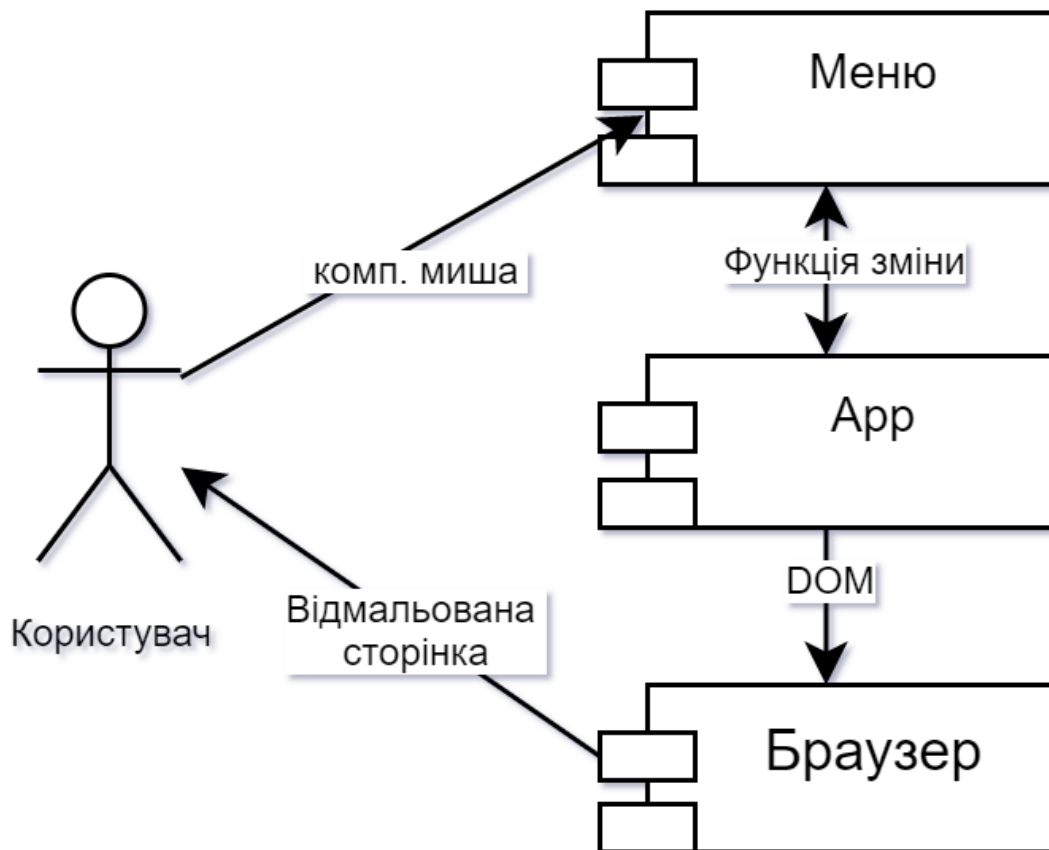 Меню
комп. миша
Функція зміни
App
DOM
Користувач
Відмальована
сторінка
Браузер